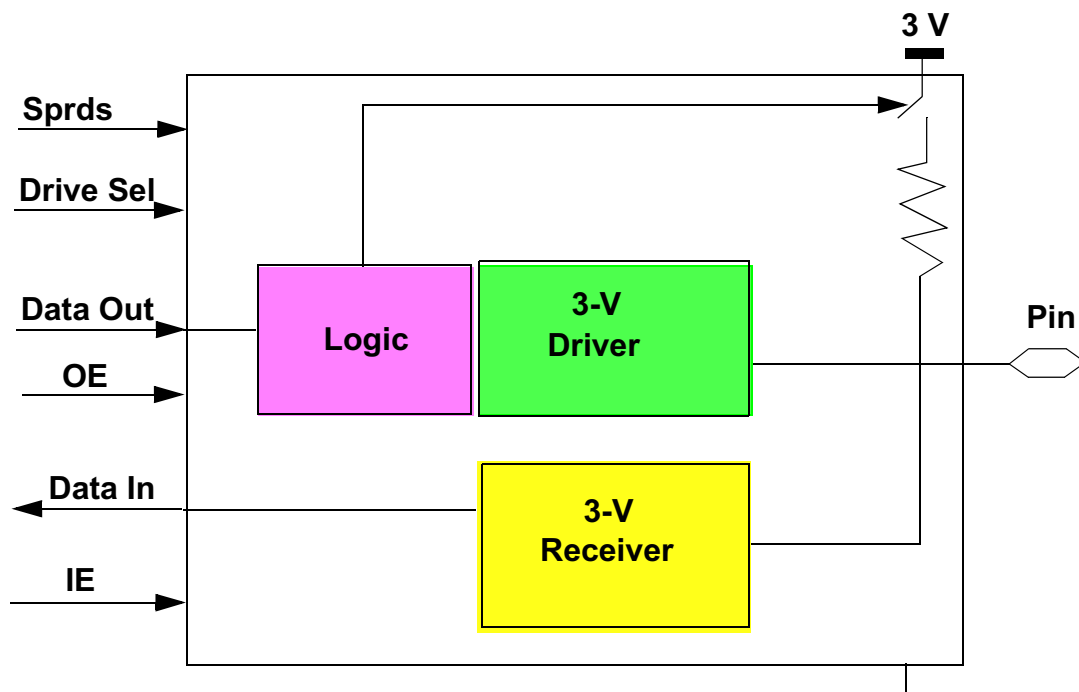 3 V
Sprds
Drive Sel
Data Out
OE
Data In
IE
Logic
3-V
Driver
3-V
Receiver
Pin